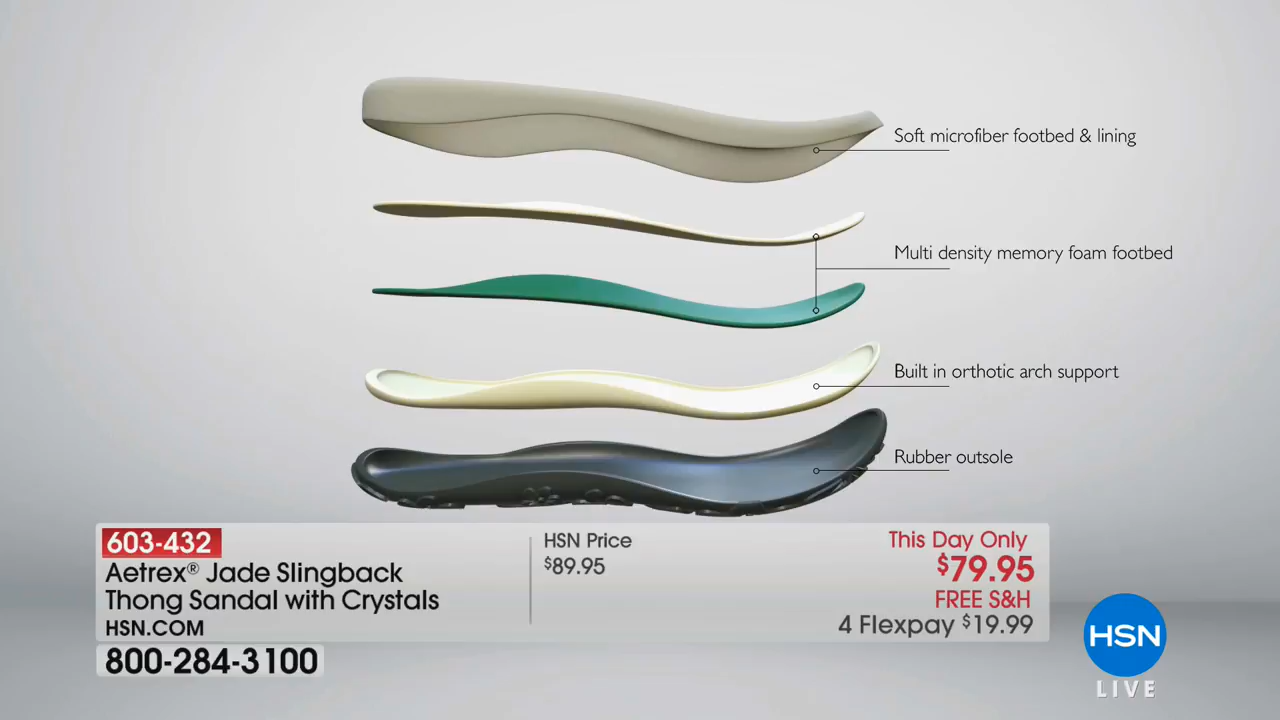 Soft microfiber footbed & lining
Multi density memory foam footbed
Built in orthotic arch support
Rubber outsole
603-432
Aetrex® Jade Slingback
Thong Sandal with Crystals
HSN.COM
800-284-3100
HSN Price
$89.95
This Day Only
$79.95
FREE S&H
4 Flexpay $19.99
HSN
LIVE